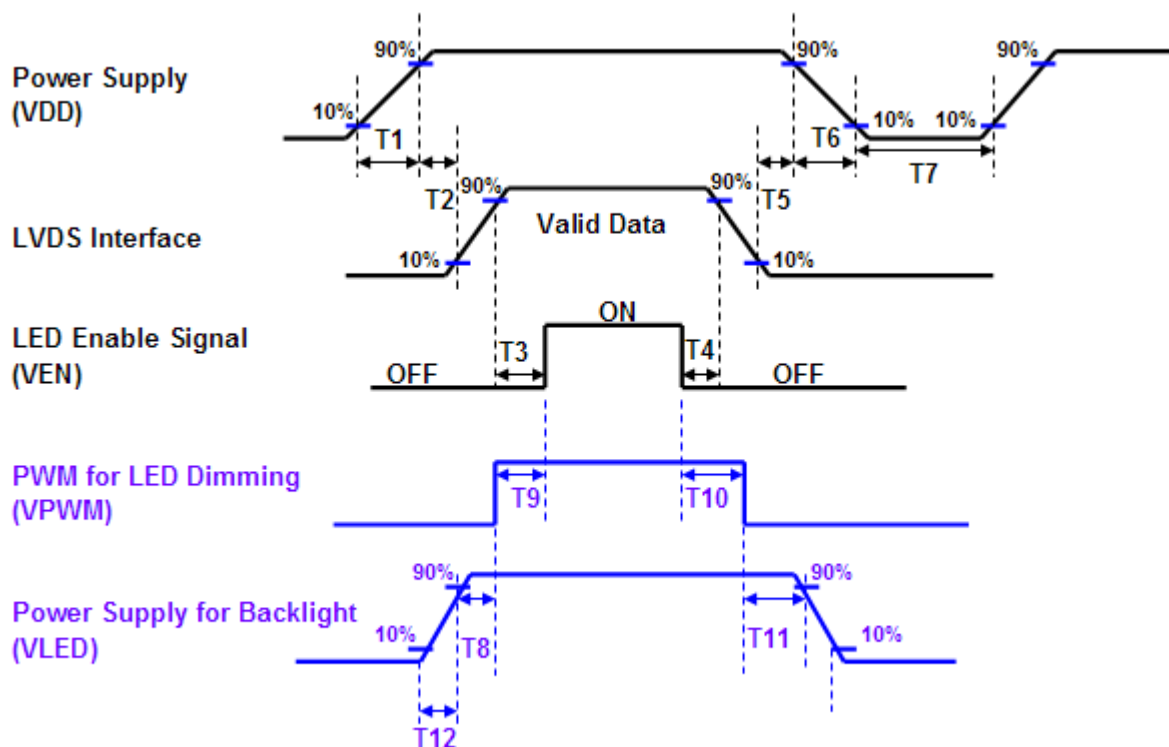 90%
90%
90%
Power Supply
(VDD)
10%
10%
10%
T1
T6
T7
T2
90%
90%
T5
Valid Data
LVDS Interface
10%
10%
ON
LED Enable Signal
(VEN)
T3
T4
OFF
OFF
PWM for LED Dimming
(VPWM)
T9
T10
90%
90%
Power Supply for Backlight
(VLED)
10%
T8
T11
10%
T12